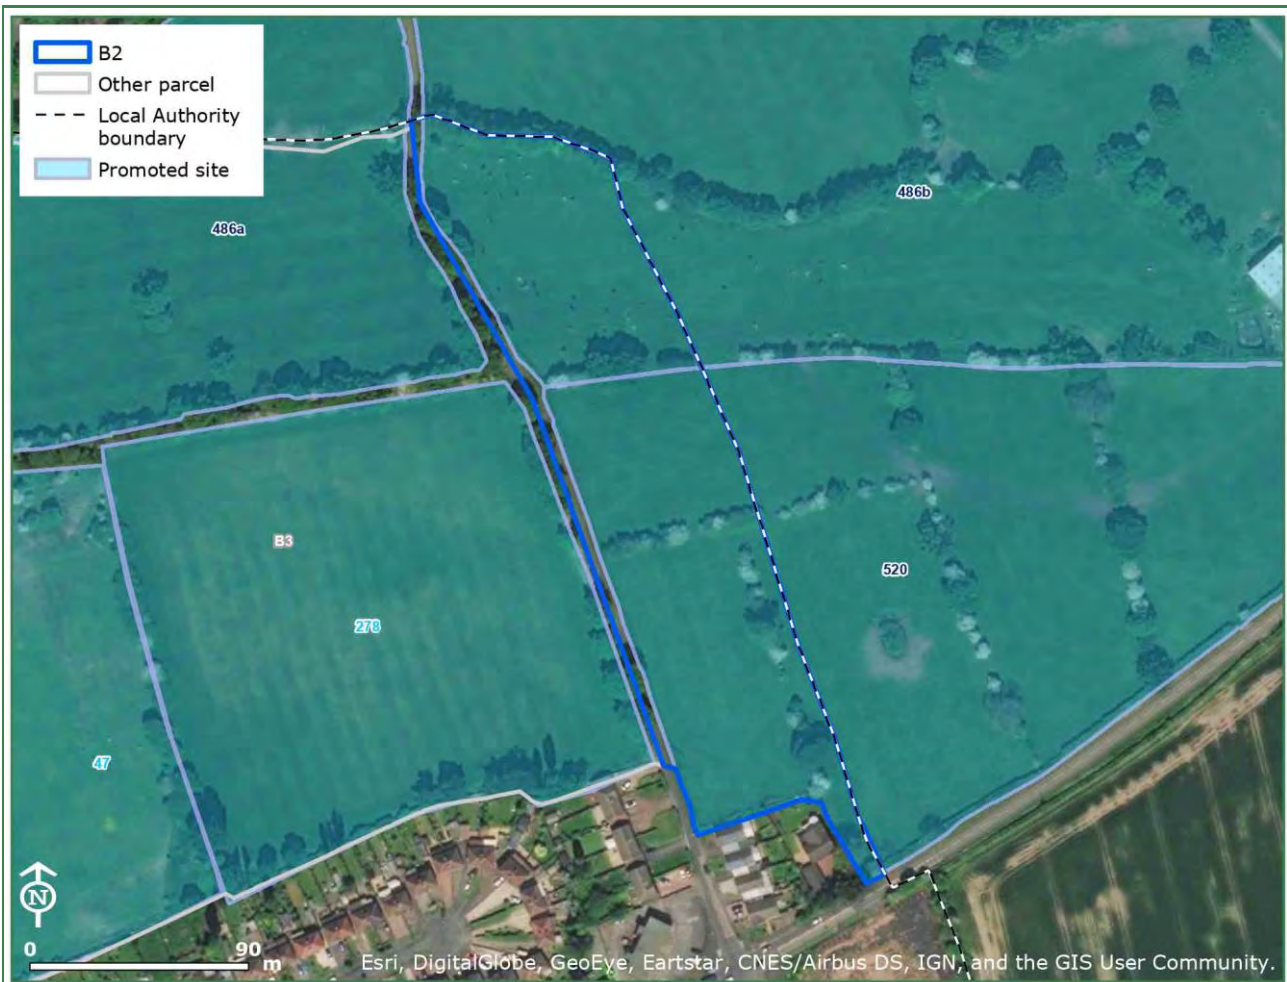 B2
Other parcel
Local Authority
boundary
Promoted site
486a
486b
B3
520
278
47
N
0 90
m
Esri, DigitalGlobe, GeoEye, Eartstar, CNES/Airbus DS, IGN, and the GIS User Community.